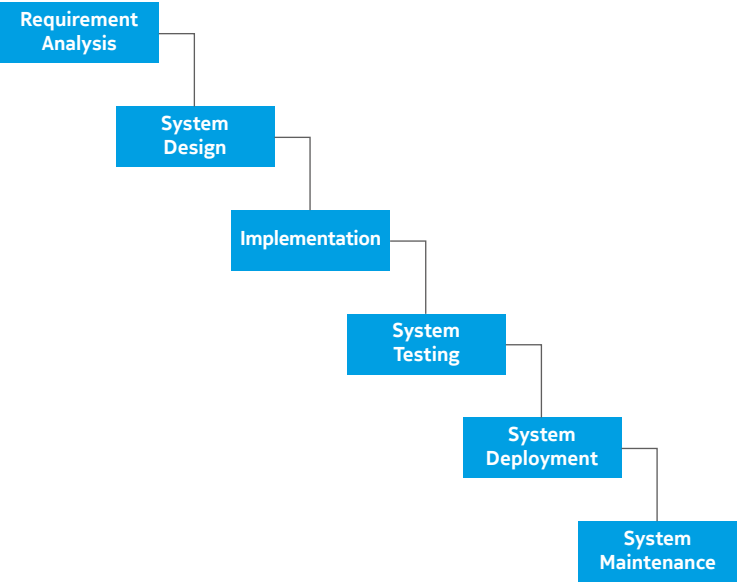 Requirement
Analysis
System
Design
Implementation
System
Testing
System
Deployment
System
Maintenance